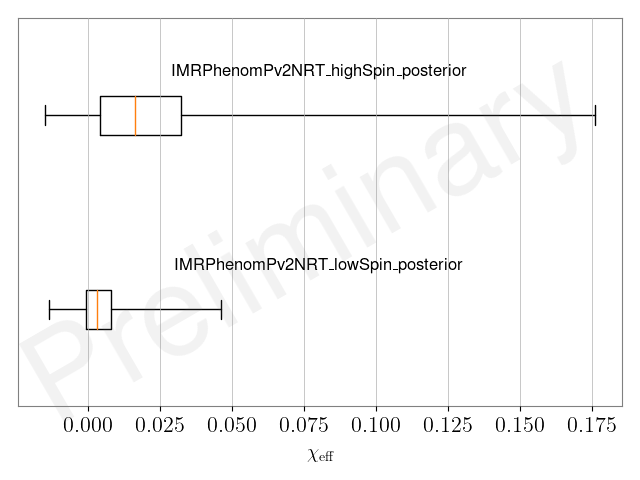 IMRPhenomPv2NRT_highSpin_posterior
Preliminary
IMRPhenomPv2NRT_lowSpin_posterior
0.000 0.025 0.050 0.075 0.100 0.125 0.150 0.175
χeff